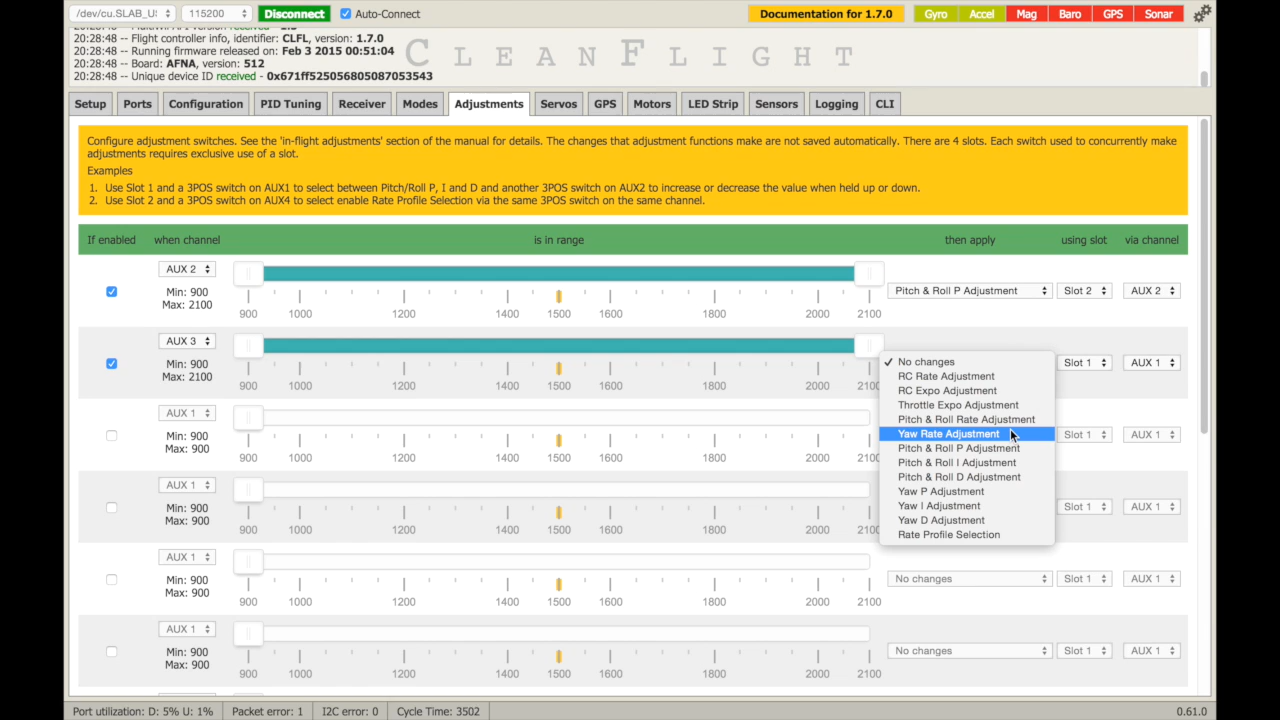 /dev/cu.SLAB_U: 115200 Disconnect Auto-Connect Documentation for 1.7.0 Gyro Accel Mag Baro GPS Sonar
20:28:48 -- Flight controller info, identifier: CLFL, version: 1.7.0
20:28:48 -- Running firmware released on: Feb 3 2015 00:51:04
20:28:48 -- Board: AFNA, version: 512
20:28:48 -- Unique device ID received - 0x671ff525056805087053543
CLEANFLIGHT
Setup Ports Configuration PID Tuning Receiver Modes Adjustments Servos GPS Motors LED Strip Sensors Logging CLI
Configure adjustment switches. See the 'in-flight adjustments' section of the manual for details. The changes that adjustment functions make are not saved automatically. There are 4 slots. Each switch used to concurrently make
adjustments requires exclusive use of a slot.
Examples
1. Use Slot 1 and a 3POS switch on AUX1 to select between Pitch/Roll P, I and D and another 3POS switch on AUX2 to increase or decrease the value when held up or down.
2. Use Slot 2 and a 3POS switch on AUX4 to select enable Rate Profile Selection via the same 3POS switch on the same channel.
If enabled when channel is in range then apply using slot via channel
AUX 2
Min: 900
Max: 2100
900 1000 1200 1400 1500 1600 1800 2000 2100
Pitch & Roll P Adjustment Slot 2 AUX 2
AUX 3
Min: 900
Max: 2100
900 1000 1200 1400 1500 1600 1800 2000 2100
Slot 1 AUX 1
No changes
RC Rate Adjustment
RC Expo Adjustment
Throttle Expo Adjustment
Pitch & Roll Rate Adjustment
Yaw Rate Adjustment
Pitch & Roll P Adjustment
Pitch & Roll I Adjustment
Pitch & Roll D Adjustment
Yaw P Adjustment
Yaw I Adjustment
Yaw D Adjustment
Rate Profile Selection
AUX 1
Min: 900
Max: 900
900 1000 1200 1400 1500 1600 1800 2000 2100
Slot 1 AUX 1
AUX 1
Min: 900
Max: 900
900 1000 1200 1400 1500 1600 1800 2000 2100
Slot 1 AUX 1
AUX 1
Min: 900
Max: 900
900 1000 1200 1400 1500 1600 1800 2000 2100
No changes Slot 1 AUX 1
AUX 1
Min: 900
Max: 900
900 1000 1200 1400 1500 1600 1800 2000 2100
No changes Slot 1 AUX 1
Port utilization: D: 5% U: 1% Packet error: 1 I2C error: 0 Cycle Time: 3502 0.61.0